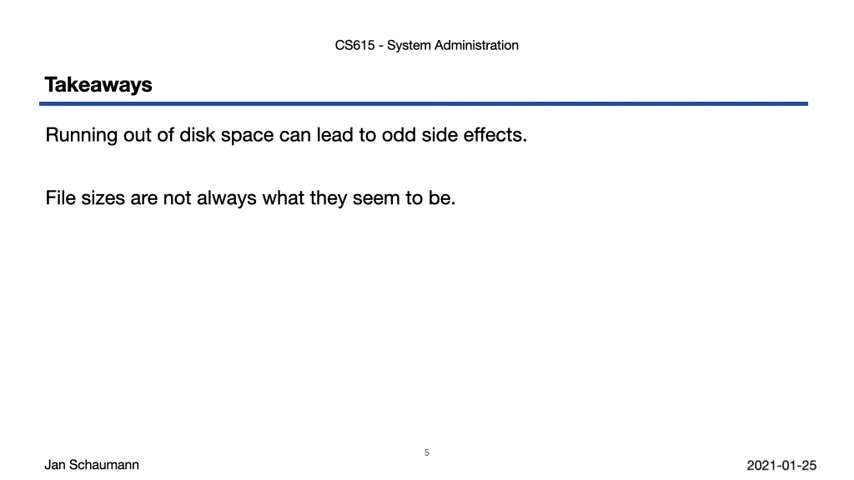 CS615 - System Administration
Takeaways
Running out of disk space can lead to odd side effects.
File sizes are not always what they seem to be.
5
Jan Schaumann
2021-01-25